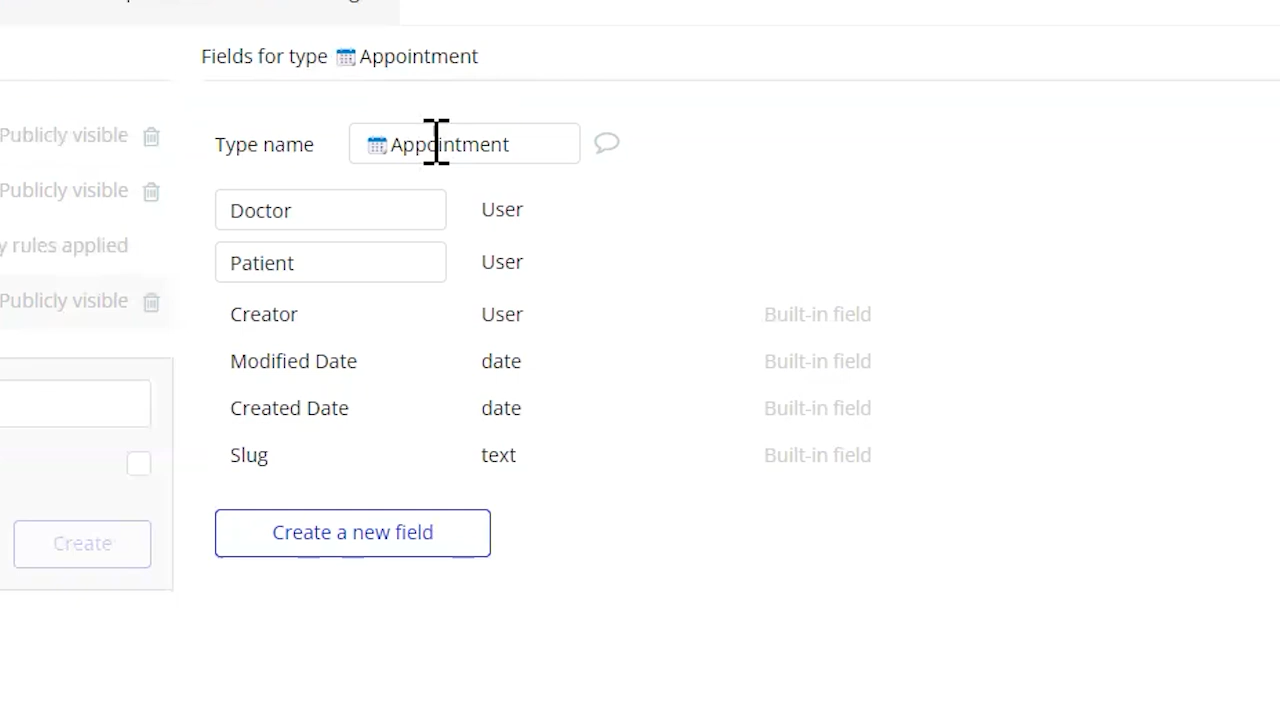 Fields for type 📅 Appointment
Publicly visible
Publicly visible
y rules applied
Publicly visible
Create
Type name 📅 Appointment
Doctor User
Patient User
Creator User Built-in field
Modified Date date Built-in field
Created Date date Built-in field
Slug text Built-in field
Create a new field